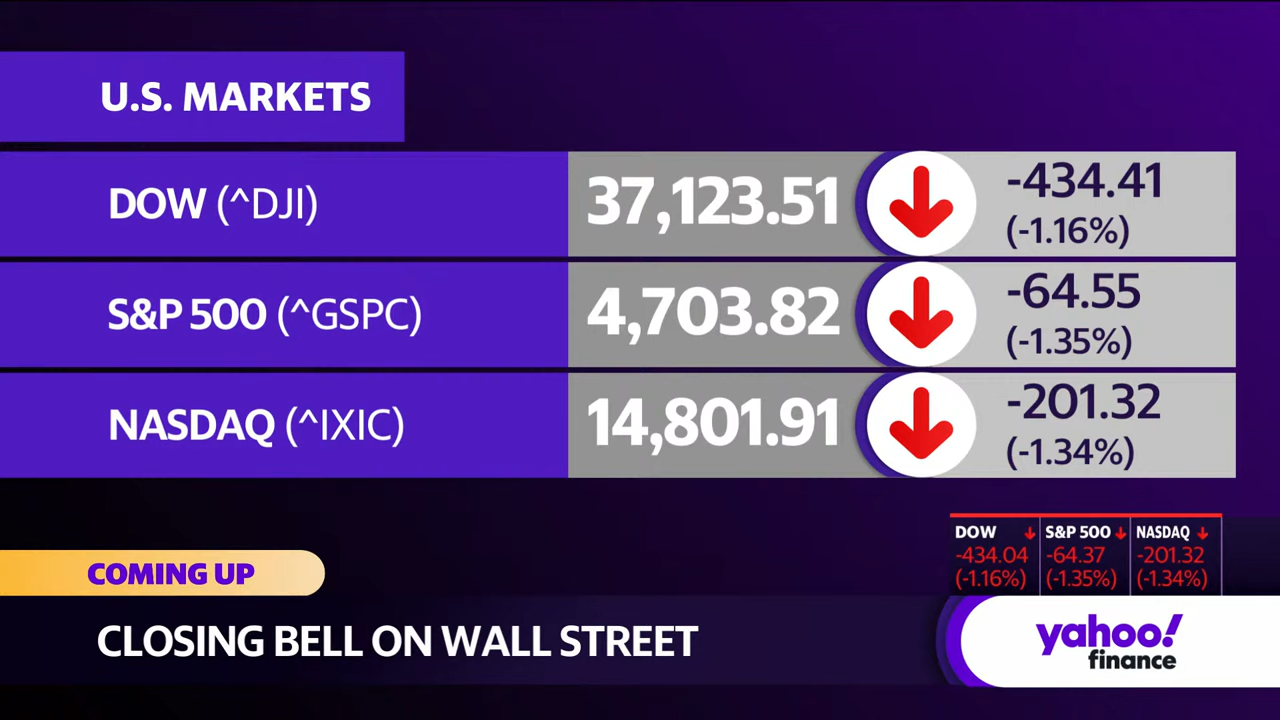 U.S. MARKETS
DOW (^DJI) 37,123.51 -434.41
(-1.16%)
S&P 500 (^GSPC) 4,703.82 -64.55
(-1.35%)
NASDAQ (^IXIC) 14,801.91 -201.32
(-1.34%)
DOW S&P 500 NASDAQ
-434.04 -64.37 -201.32
(-1.16%) (-1.35%) (-1.34%)
COMING UP
CLOSING BELL ON WALL STREET
yahoo!
finance